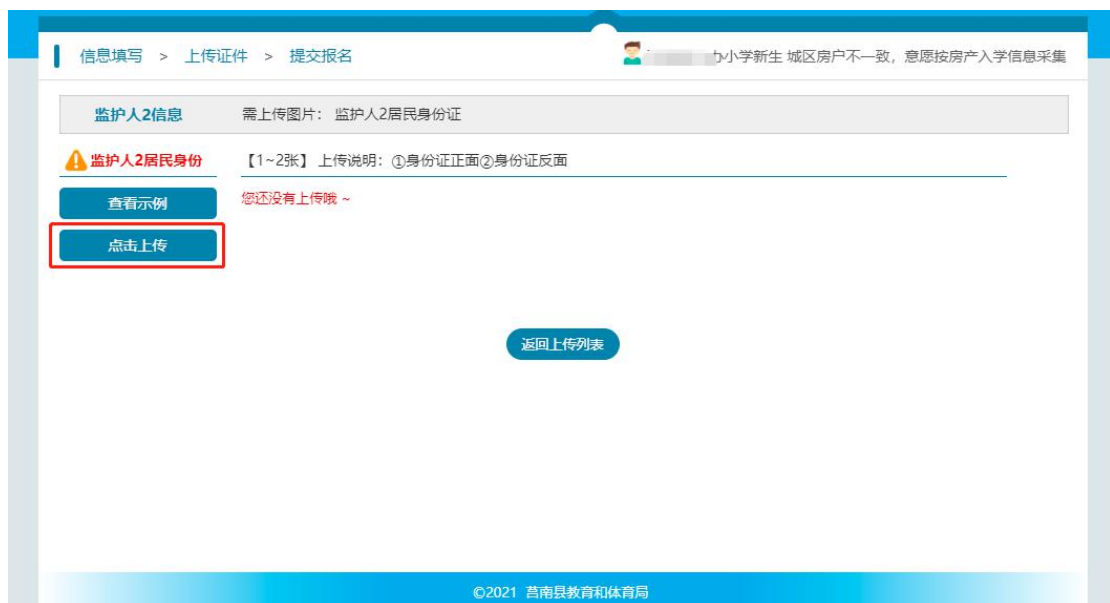 信息填写 > 上传证件 > 提交报名
小学新生 城区房户不一致，意愿按房产入学信息采集
监护人2信息 需上传图片： 监护人2居民身份证
监护人2居民身份 【1~2张】 上传说明：①身份证正面②身份证反面
查看示例 您还没有上传哦 ~
点击上传
返回上传列表
©2021 莒南县教育和体育局